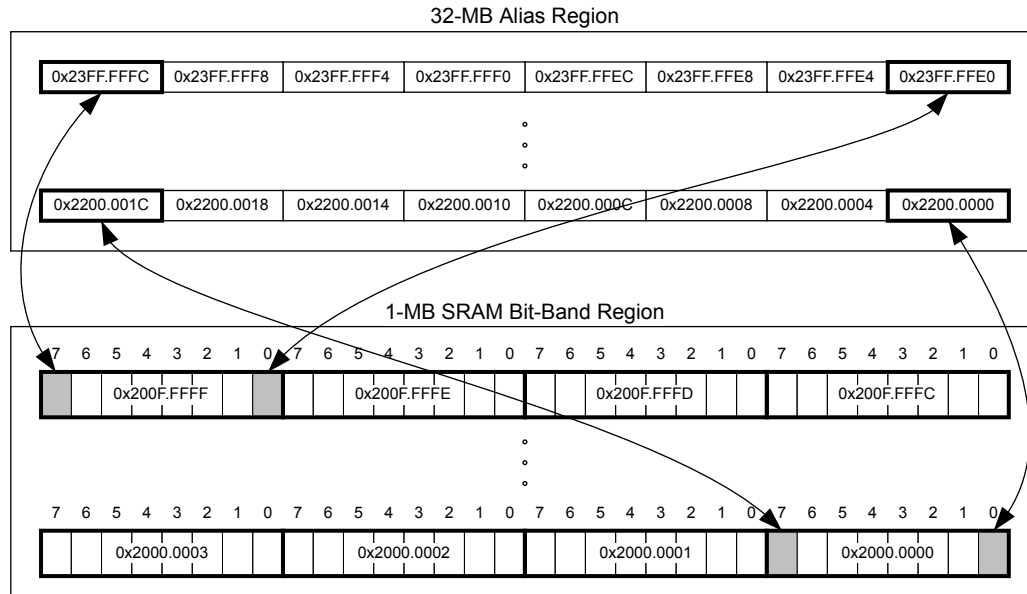 32-MB Alias Region
0x23FF.FFFC 0x23FF.FFF8 0x23FF.FFF4 0x23FF.FFF0 0x23FF.FFEC 0x23FF.FFE8 0x23FF.FFE4 0x23FF.FFE0
0x2200.001C 0x2200.0018 0x2200.0014 0x2200.0010 0x2200.000C 0x2200.0008 0x2200.0004 0x2200.0000
1-MB SRAM Bit-Band Region
7 6 5 4 3 2 1 0 7 6 5 4 3 2 1 0 7 6 5 4 3 2 1 0 7 6 5 4 3 2 1 0
0x200F.FFFF 0x200F.FFFE 0x200F.FFFD 0x200F.FFFC
7 6 5 4 3 2 1 0 7 6 5 4 3 2 1 0 7 6 5 4 3 2 1 0 7 6 5 4 3 2 1 0
0x2000.0003 0x2000.0002 0x2000.0001 0x2000.0000